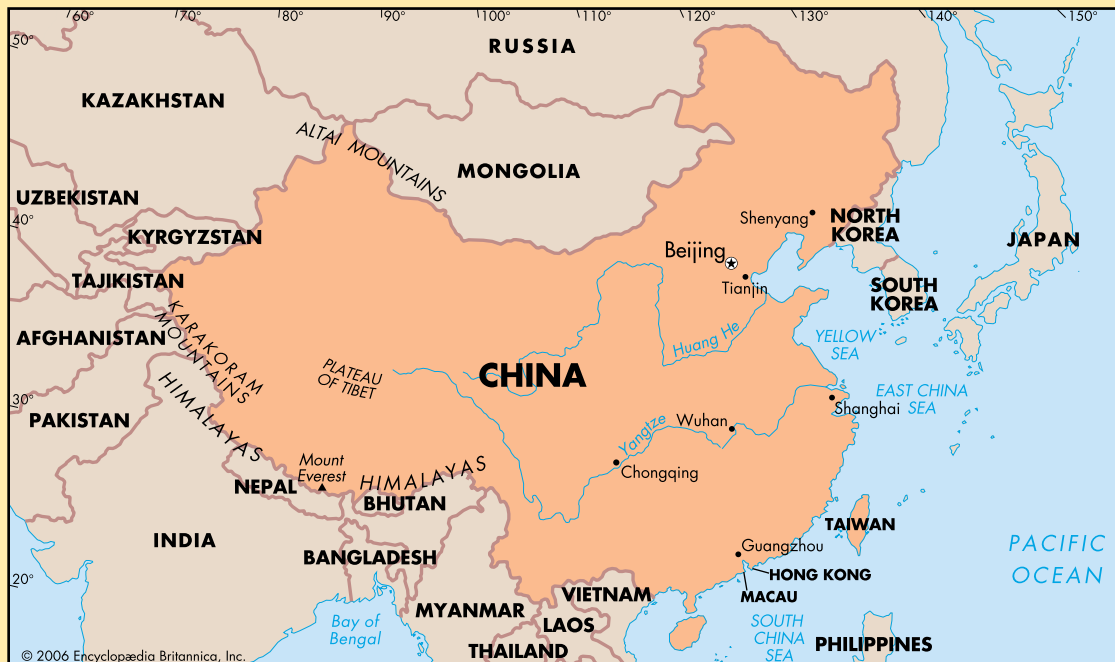 60°
70°
80°
90°
100°
110°
120°
130°
140°
150°
50°
RUSSIA
KAZAKHSTAN
ALTAI MOUNTAINS
MONGOLIA
UZBEKISTAN
40°
KYRGYZSTAN
Shenyang
NORTH
KOREA
Beijing
JAPAN
TAJIKISTAN
Tianjin
SOUTH
KOREA
KARAKORAM
MOUNTAINS
AFGHANISTAN
Huang He
YELLOW
SEA
PLATEAU
OF TIBET
CHINA
EAST CHINA
SEA
30°
HIMALAYAS
PAKISTAN
Shanghai
Wuhan
Yangtze
Chongqing
Mount
Everest
HIMALAYAS
NEPAL
BHUTAN
TAIWAN
INDIA
BANGLADESH
Guangzhou
PACIFIC
OCEAN
HONG KONG
MACAU
20°
VIETNAM
MYANMAR
LAOS
Bay of
Bengal
SOUTH
CHINA
SEA
PHILIPPINES
THAILAND
© 2006 Encyclopædia Britannica, Inc.